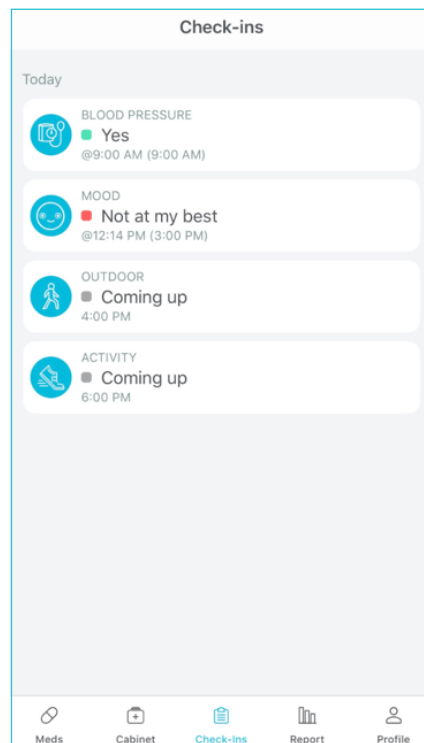 Check-ins
Today
BLOOD PRESSURE
Yes
@9:00 AM (9:00 AM)
MOOD
Not at my best
@12:14 PM (3:00 PM)
OUTDOOR
Coming up
4:00 PM
ACTIVITY
Coming up
6:00 PM
Meds Cabinet Check-Ins Report Profile